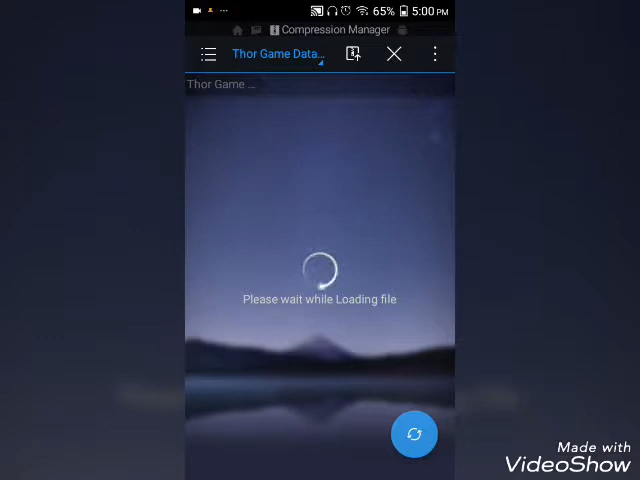 65% 5:00 PM
Compression Manager
Thor Game Data...
Thor Game ...
Please wait while Loading file
Made with
VideoShow